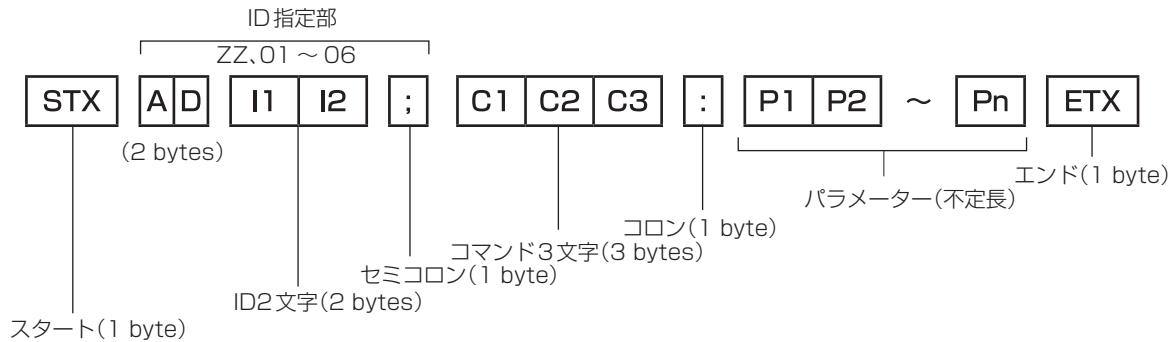 ID指定部
ZZ、01～06
STX A D I1 I2 ; C1 C2 C3 : P1 P2 ～ Pn ETX
(2 bytes)
エンド(1 byte)
パラメーター(不定長)
コロン(1 byte)
コマンド3文字(3 bytes)
セミコロン(1 byte)
ID2文字(2 bytes)
スタート(1 byte)